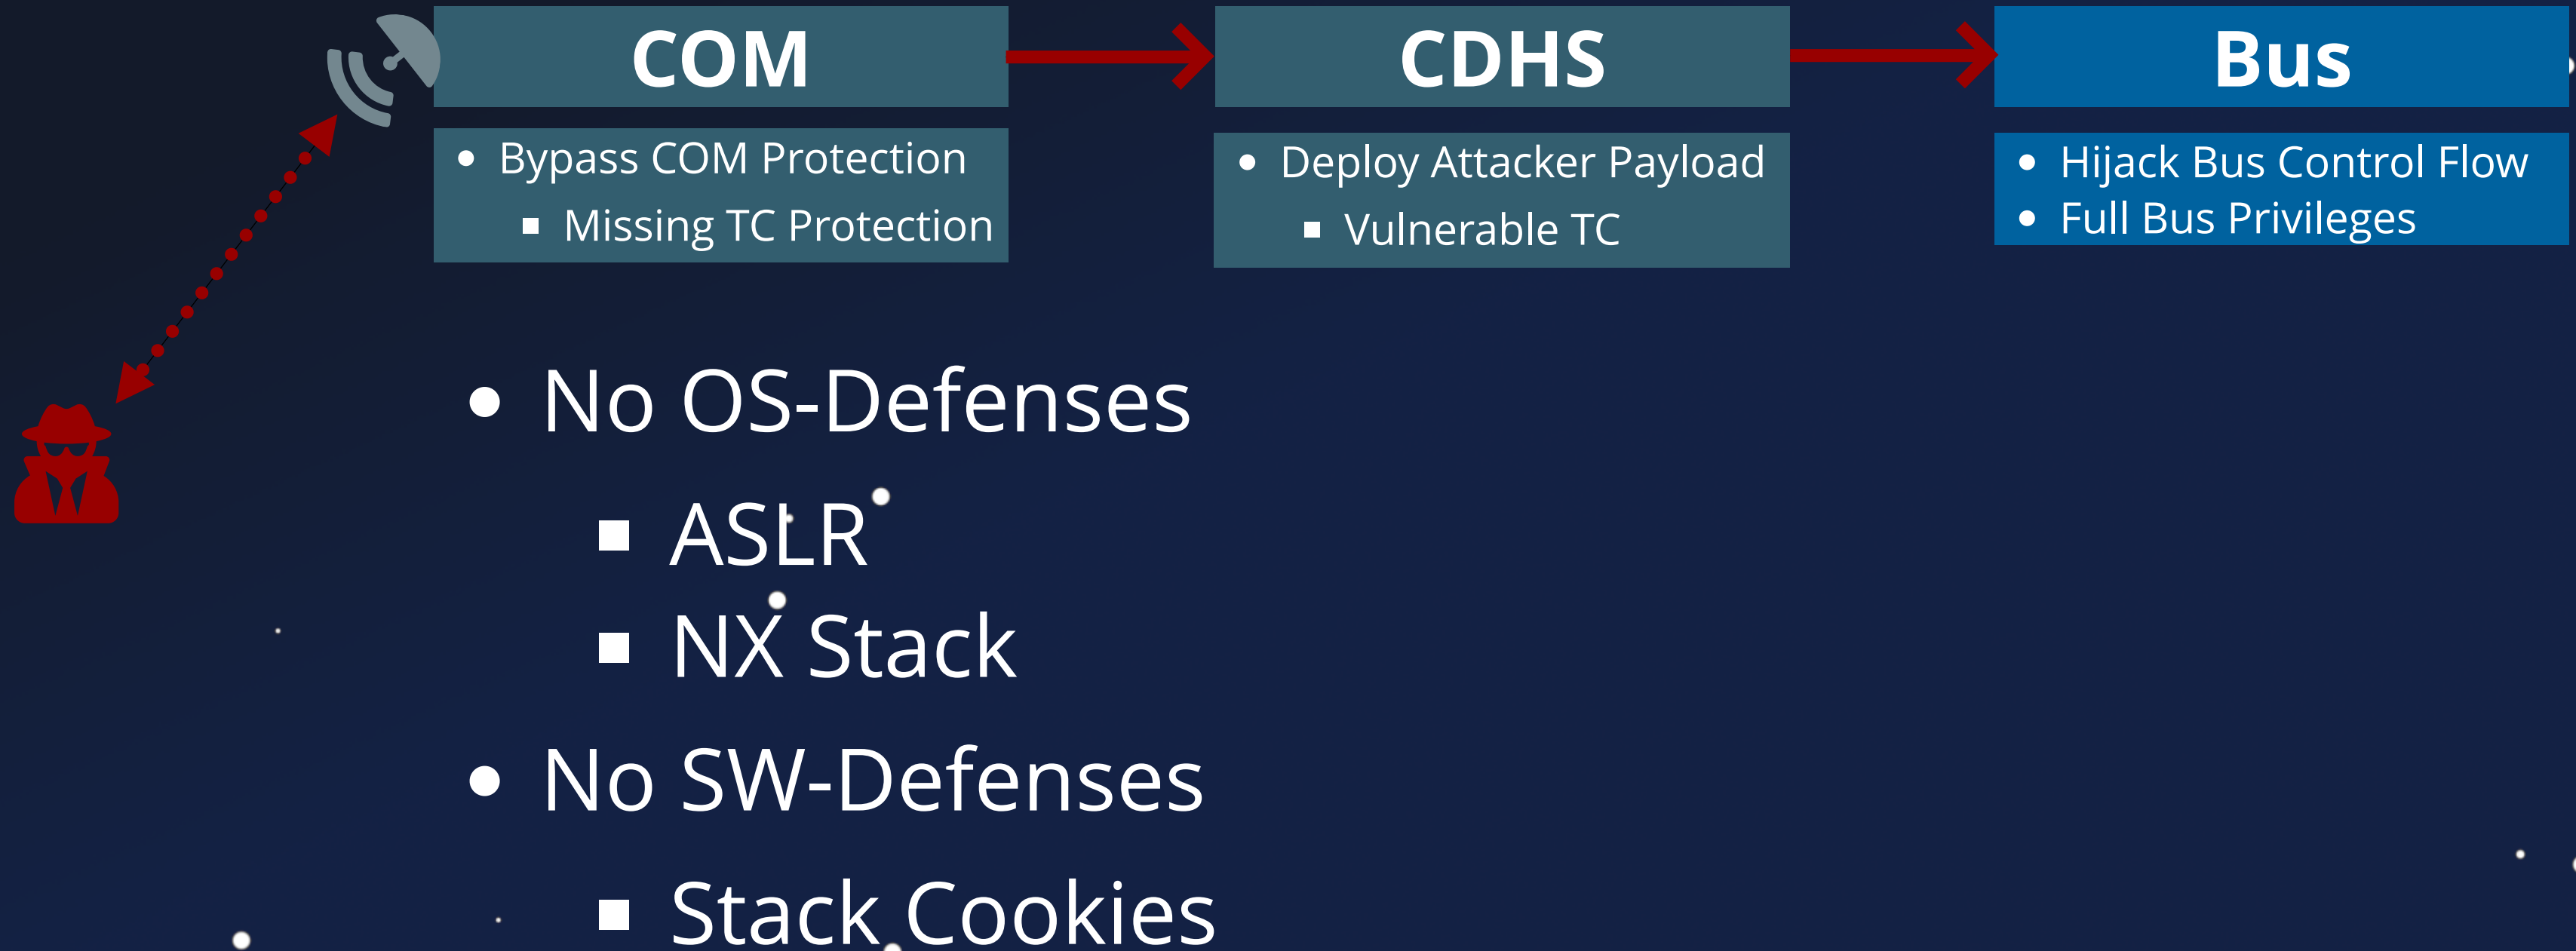 COM
CDHS
Bus
• Bypass COM Protection
▪ Missing TC Protection
• Deploy Attacker Payload
▪ Vulnerable TC
• Hijack Bus Control Flow
• Full Bus Privileges
• No OS-Defenses
▪ ASLR
▪ NX Stack
• No SW-Defenses
▪ Stack Cookies